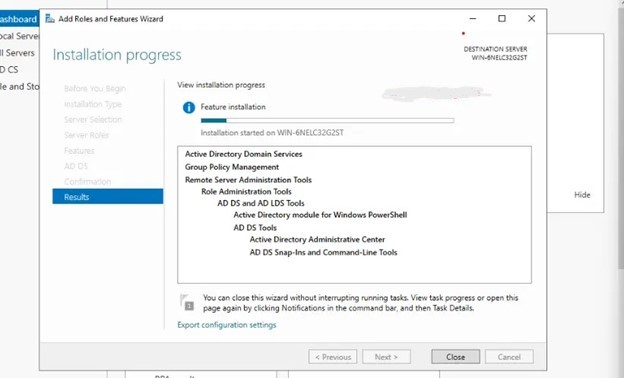 Dashboard
Local Server
All Servers
AD CS
File and Sto
Add Roles and Features Wizard
Installation progress
DESTINATION SERVER
WIN-6NELC32G2ST
Before You Begin
Installation Type
Server Selection
Server Roles
Features
AD DS
Confirmation
Results
View installation progress
Feature installation
Installation started on WIN-6NELC32G2ST
Active Directory Domain Services
Group Policy Management
Remote Server Administration Tools
Role Administration Tools
AD DS and AD LDS Tools
Active Directory module for Windows PowerShell
AD DS Tools
Active Directory Administrative Center
AD DS Snap-Ins and Command-Line Tools
You can close this wizard without interrupting running tasks. View task progress or open this
page again by clicking Notifications in the command bar, and then Task Details.
Export configuration settings
< Previous
Next >
Close
Cancel
Hide